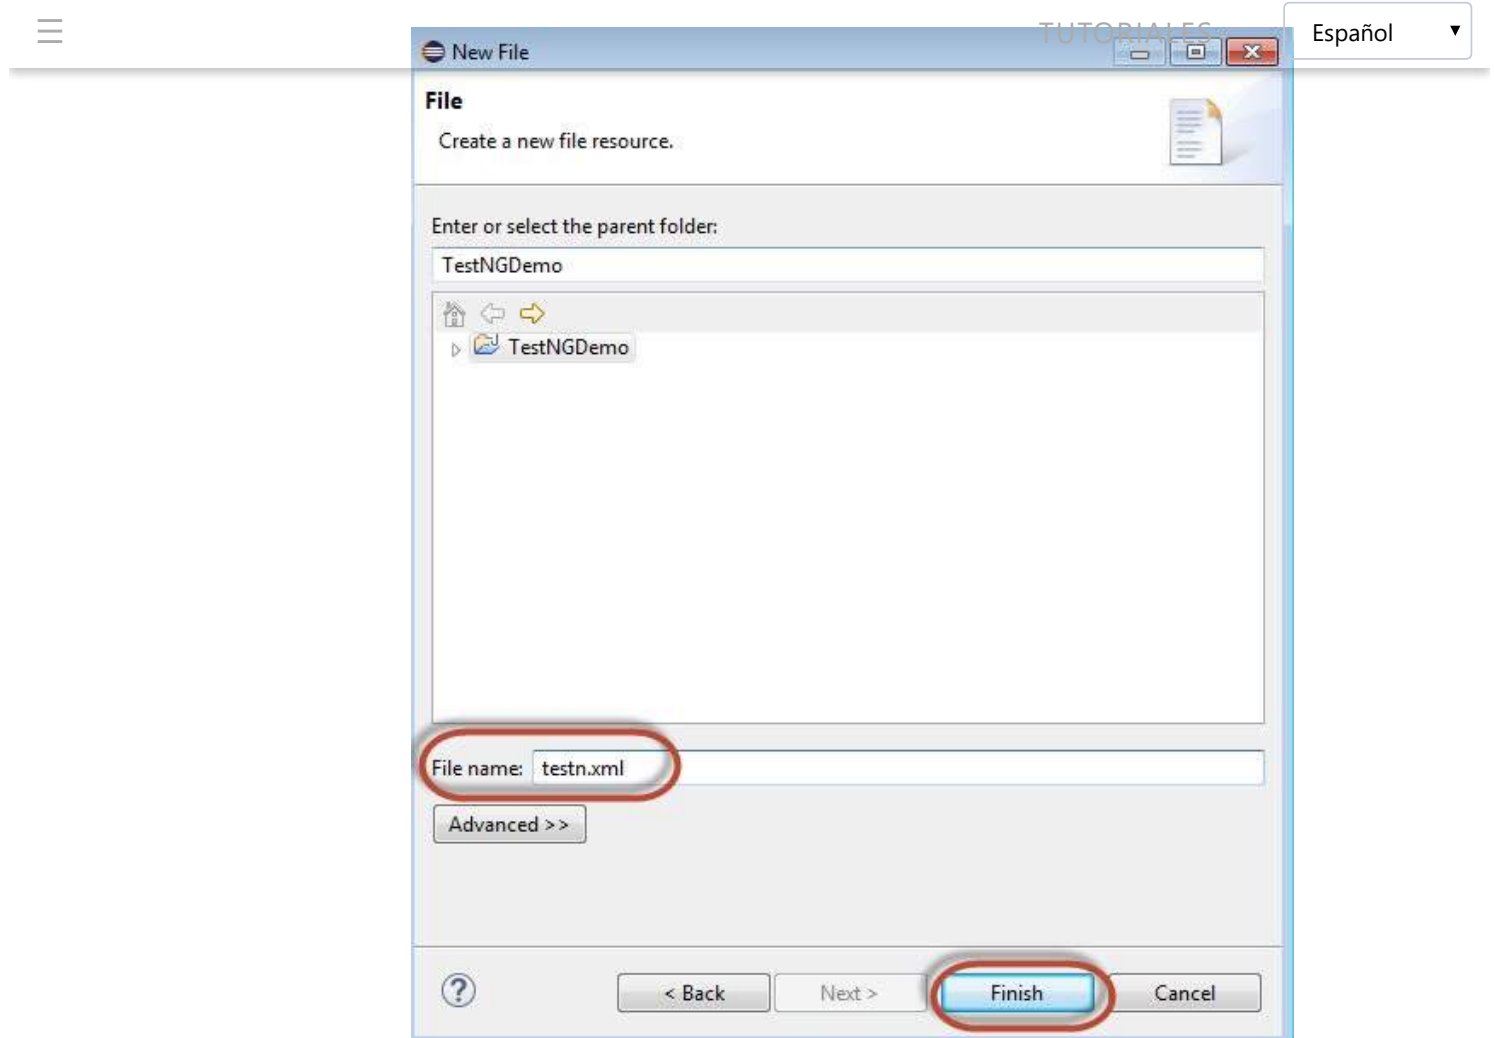 ☰ TUTORIALES Español ▼
New File
File
Create a new file resource.
Enter or select the parent folder:
TestNGDemo
TestNGDemo
File name: testn.xml
Advanced >>
? < Back Next > Finish Cancel